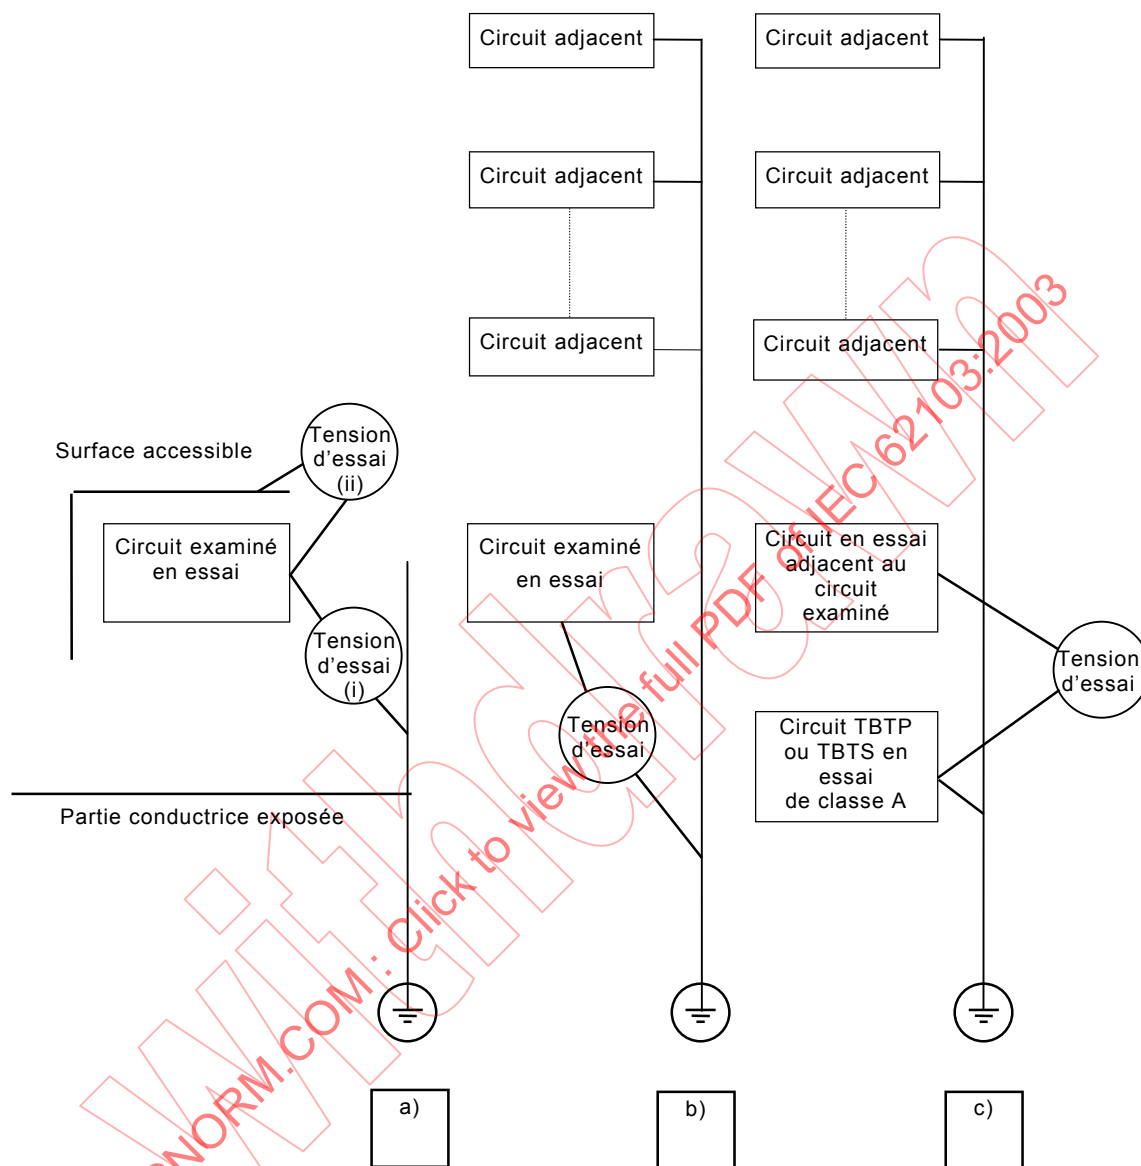 Circuit adjacent
Circuit adjacent
Circuit adjacent
Circuit adjacent
Circuit adjacent
Circuit adjacent
Surface accessible
Tension
d'essai
(ii)
Circuit examiné
en essai
Tension
d'essai
(i)
Partie conductrice exposée
Circuit examiné
en essai
Tension
d'essai
Circuit en essai
adjacent au
circuit
examiné
Tension
d'essai
Circuit TBTP
ou TBTS en
essai
de classe A
a)
b)
c)
withdrawn
SNORM.COM : Click to view the full PDF of IEC 62103:2003